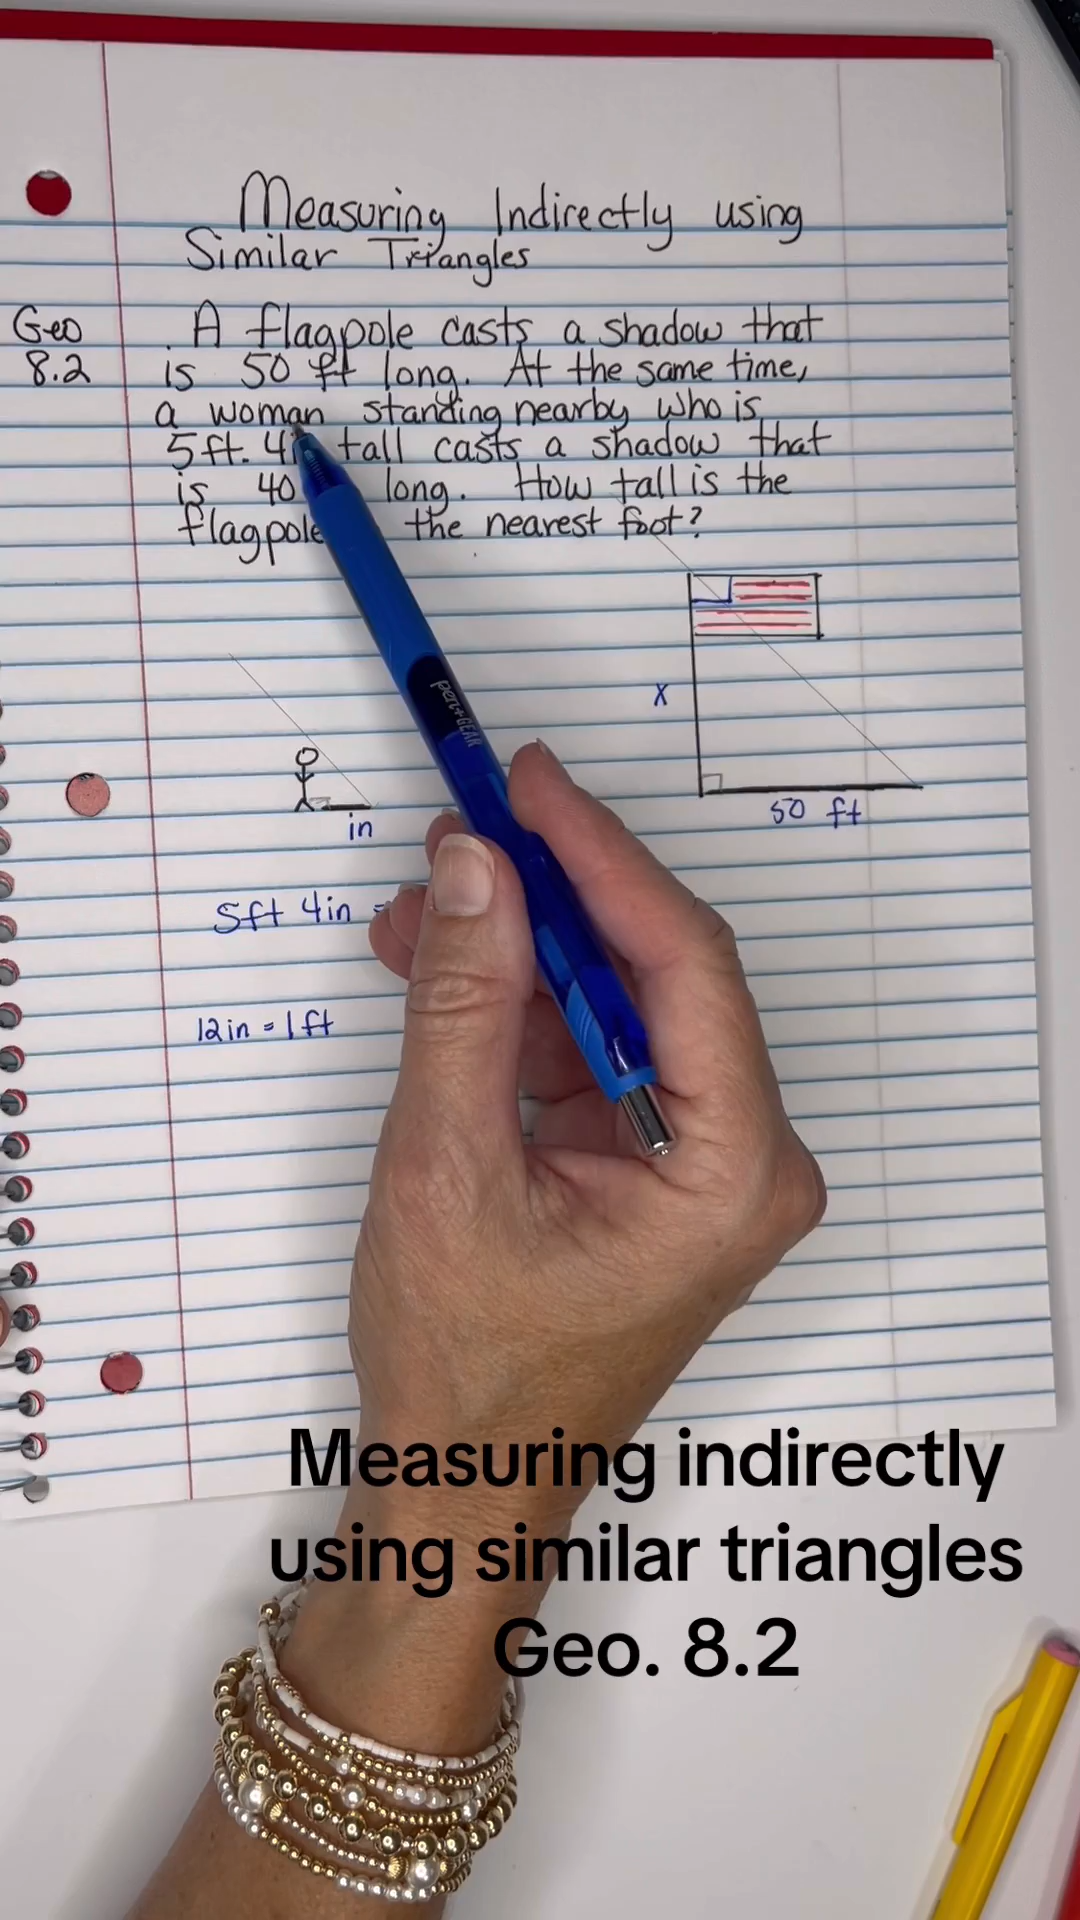 Measuring Indirectly using
Similar Triangles
Geo
8.2
A flagpole casts a shadow that
is 50 ft long. At the same time,
a woman standing nearby who is
5ft. 4 tall casts a shadow that
is 40 long. How tall is the
flagpole the nearest foot?
x
50 ft
in
5ft 4in =
12in = 1ft
pen+GEAR
Measuring indirectly
using similar triangles
Geo. 8.2